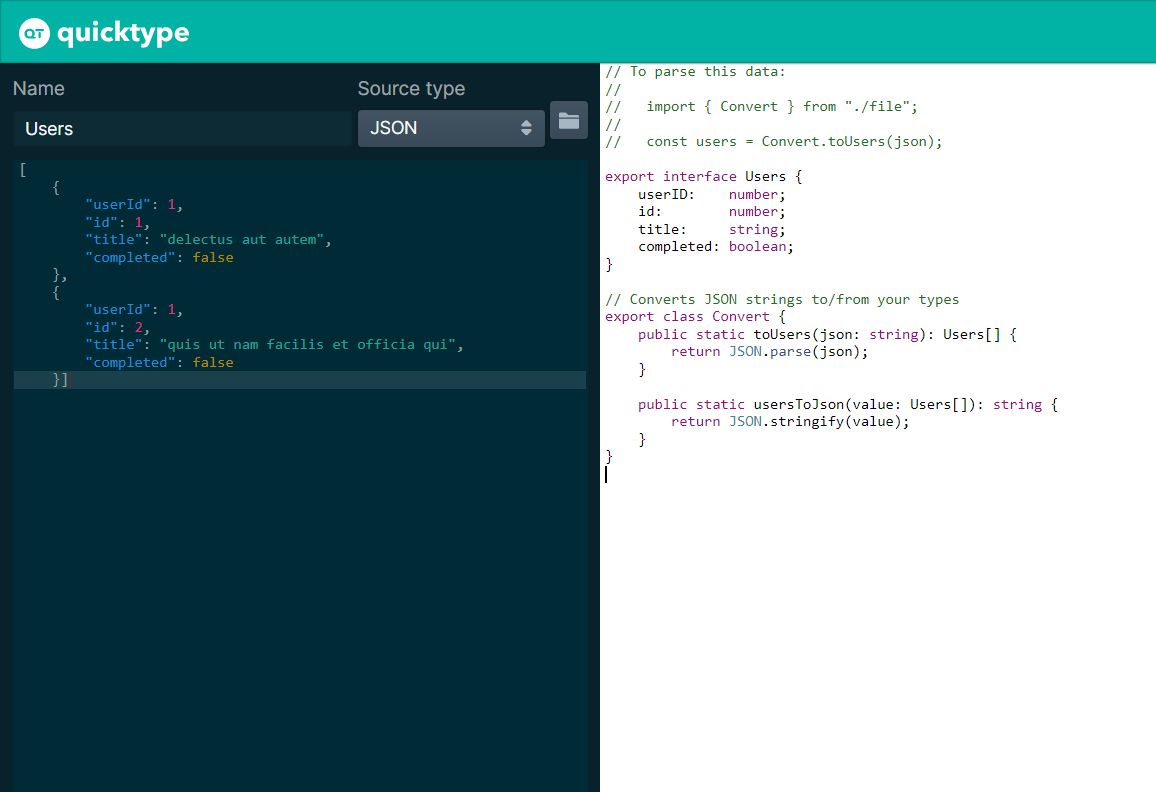 QT quicktype
Name
Source type
Users
JSON
[
    {
        "userId": 1,
        "id": 1,
        "title": "delectus aut autem",
        "completed": false
    },
    {
        "userId": 1,
        "id": 2,
        "title": "quis ut nam facilis et officia qui",
        "completed": false
    }]
// To parse this data:
//
//   import { Convert } from "./file";
//
//   const users = Convert.toUsers(json);
export interface Users {
    userID:    number;
    id:        number;
    title:     string;
    completed: boolean;
}
// Converts JSON strings to/from your types
export class Convert {
    public static toUsers(json: string): Users[] {
        return JSON.parse(json);
    }
    public static usersToJson(value: Users[]): string {
        return JSON.stringify(value);
    }
}